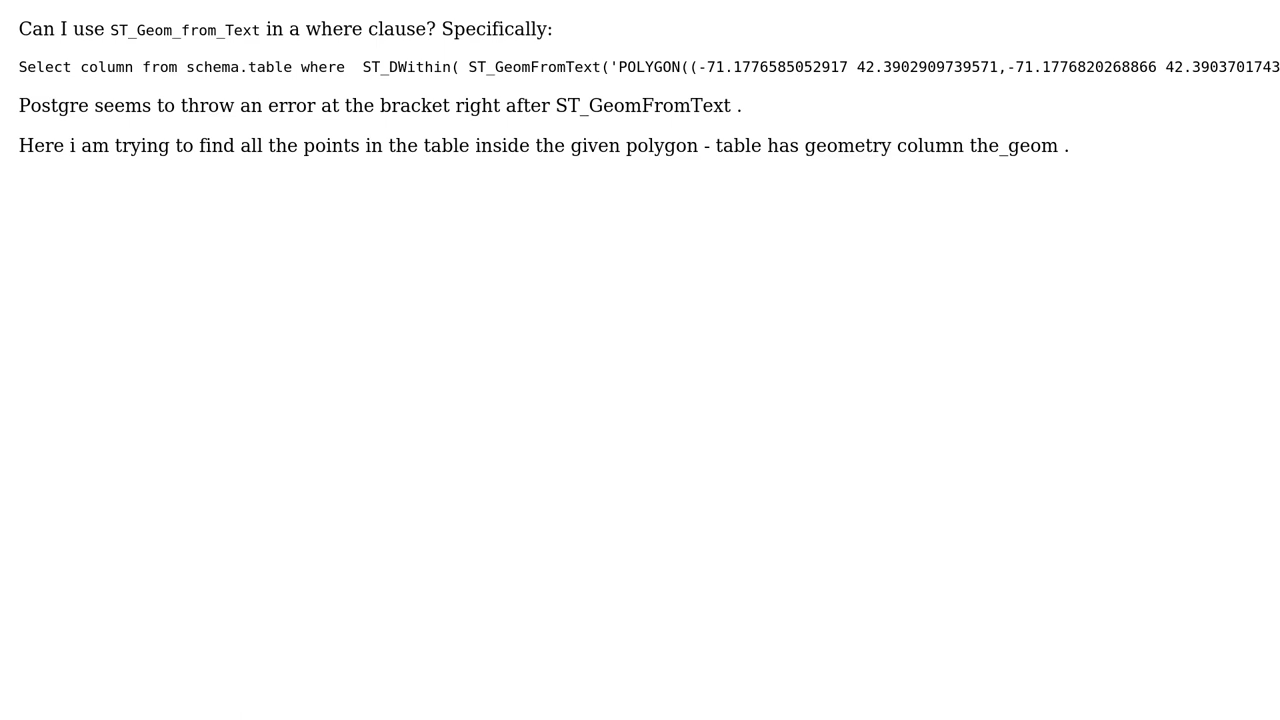 Can I use ST_Geom_from_Text in a where clause? Specifically:
Select column from schema.table where  ST_DWithin( ST_GeomFromText('POLYGON((-71.1776585052917 42.3902909739571,-71.1776820268866 42.3903701743
Postgre seems to throw an error at the bracket right after ST_GeomFromText .
Here i am trying to find all the points in the table inside the given polygon - table has geometry column the_geom .